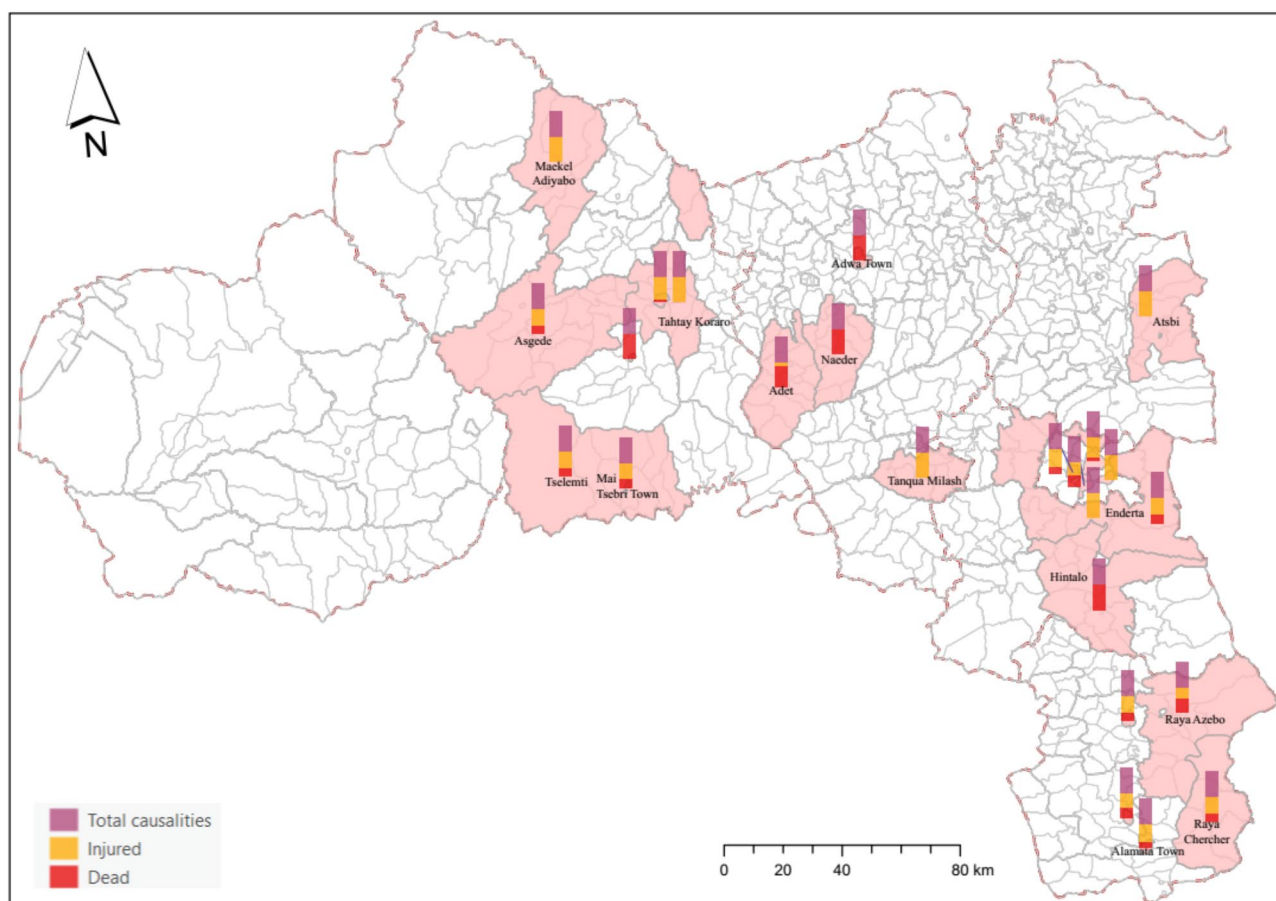 N
Maekel
Adiyabo
Adwa Town
Atsbi
Tahtay Koraro
Asgede
Naeder
Adet
Tselemti
Mai
Tsebri Town
Tanqua Milash
Enderta
Hintalo
Raya Azebo
Raya
Chercher
Alamata Town
Total causalities
Injured
Dead
0 20 40 80 km